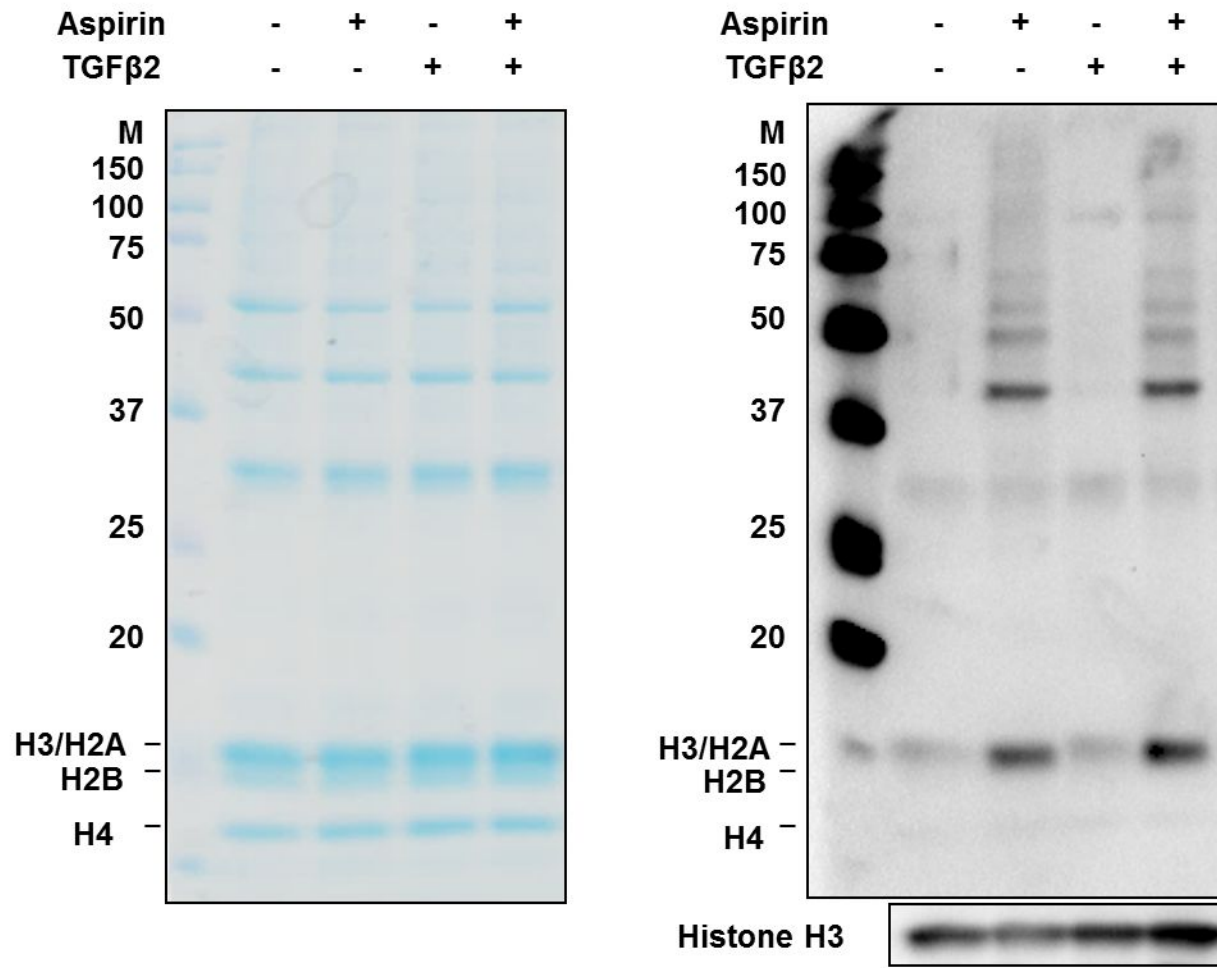 Aspirin - + - +
TGFβ2 - - + +
M
150
100
75
50
37
25
20
H3/H2A
H2B
H4
Aspirin - + - +
TGFβ2 - - + +
M
150
100
75
50
37
25
20
H3/H2A
H2B
H4
Histone H3